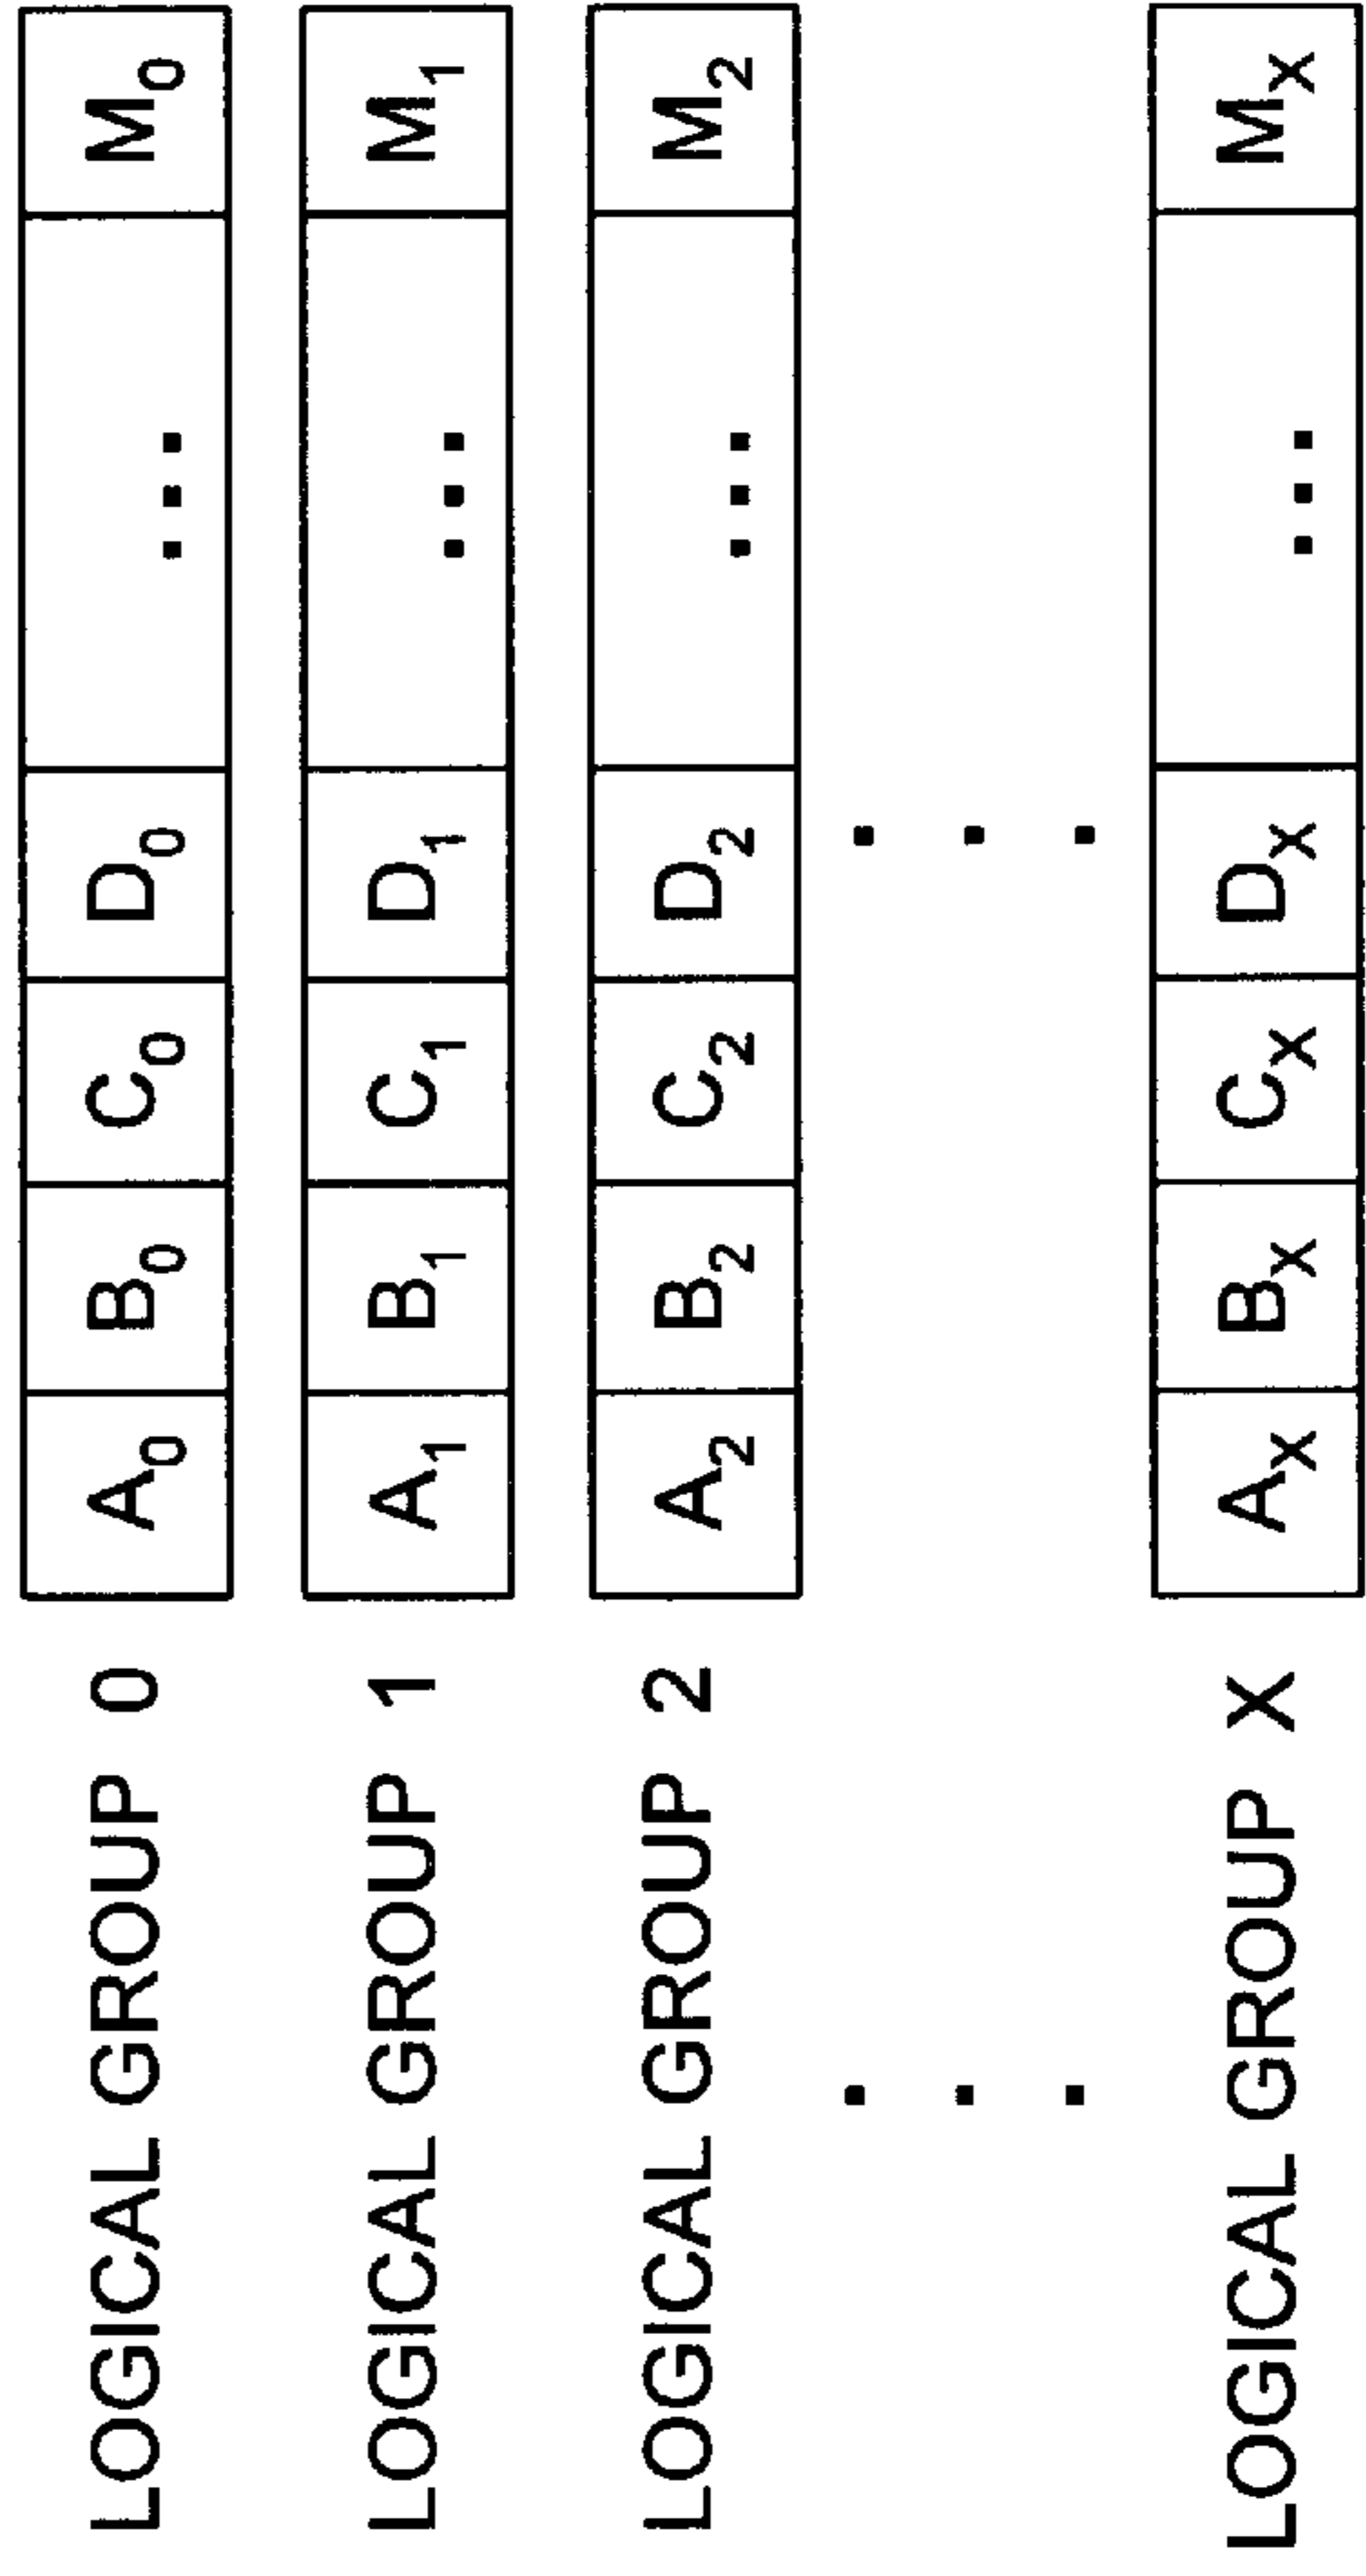 LOGICAL GROUP 0 A₀ B₀ C₀ D₀ ... M₀
LOGICAL GROUP 1 A₁ B₁ C₁ D₁ ... M₁
LOGICAL GROUP 2 A₂ B₂ C₂ D₂ ... M₂
LOGICAL GROUP X Aₓ Bₓ Cₓ Dₓ ... Mₓ